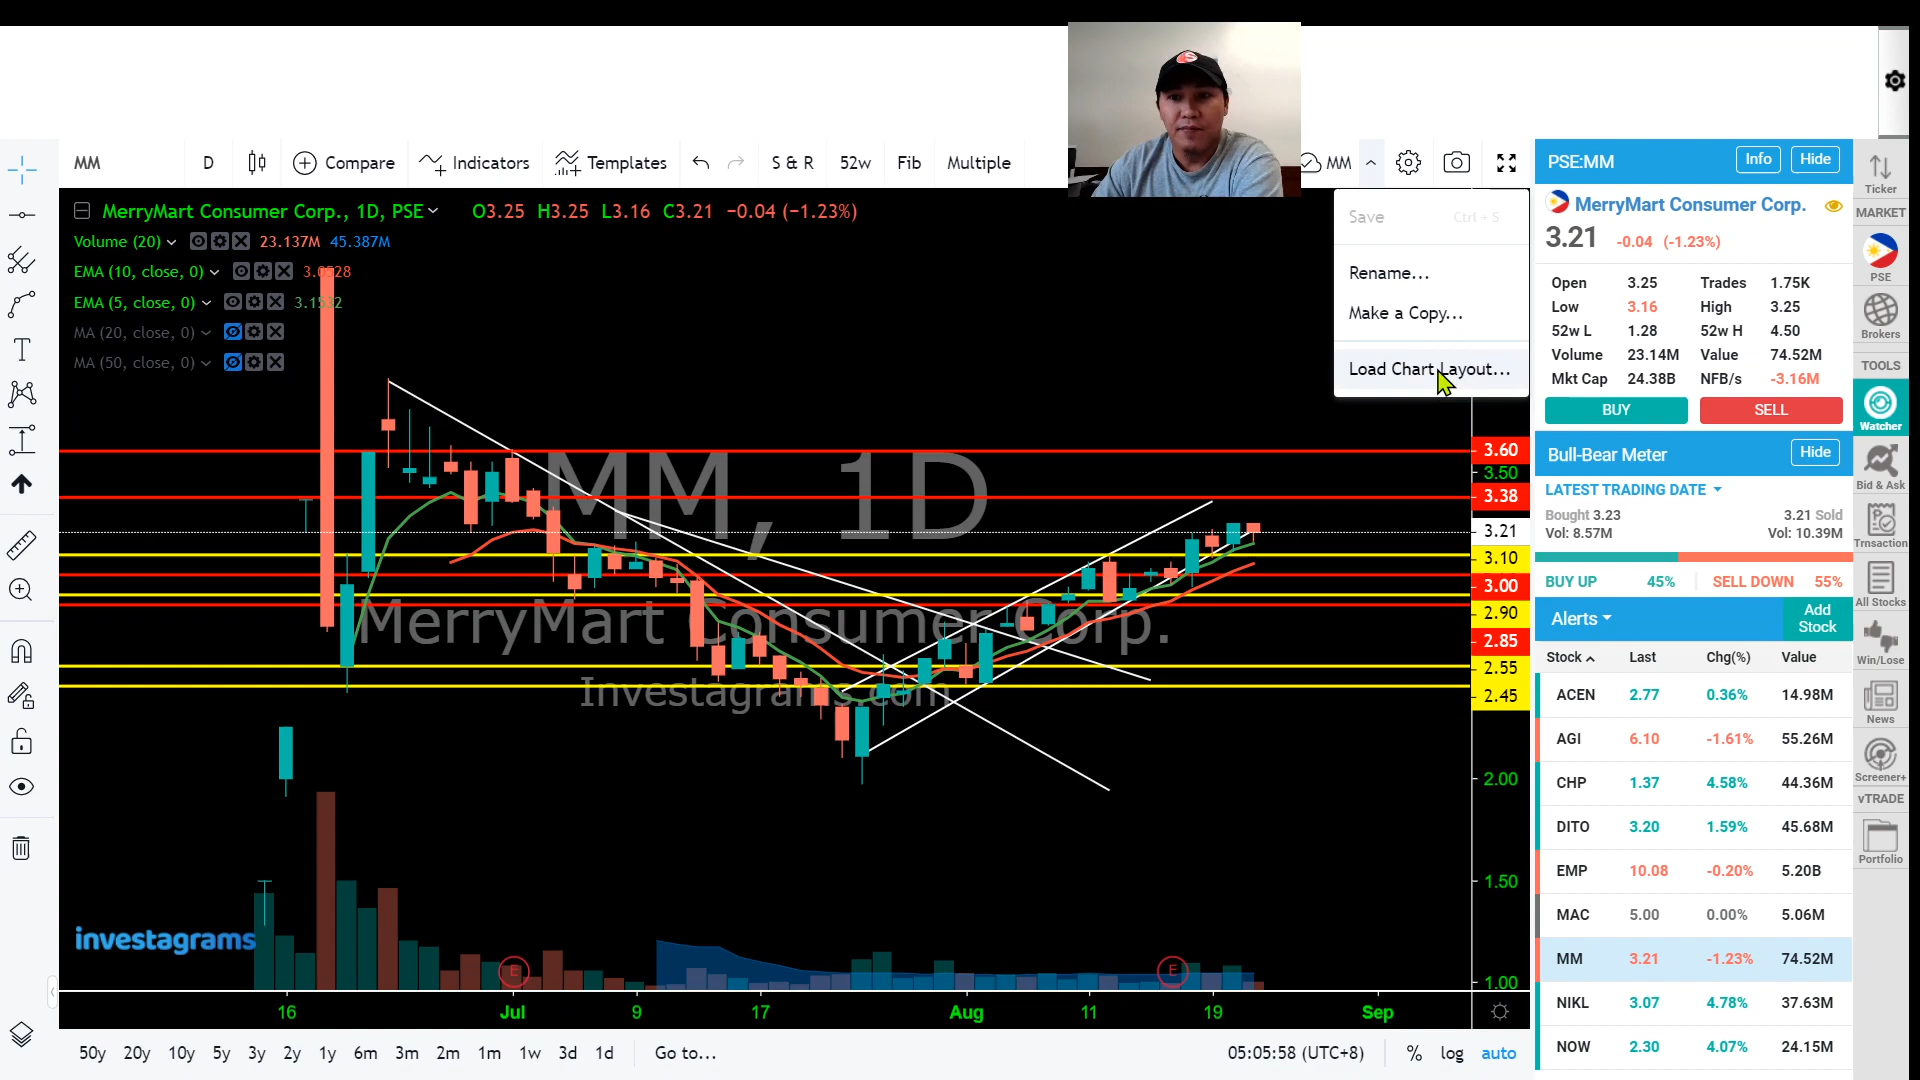 MM
D
Compare
Indicators
Templates
S & R
52w
Fib
Multiple
MM
MerryMart Consumer Corp., 1D, PSE O3.25 H3.25 L3.16 C3.21 −0.04 (−1.23%)
Volume (20) 23.137M 45.387M
EMA (10, close, 0) 3.0528
EMA (5, close, 0)
MA (20, close, 0)
MA (50, close, 0)
Save Ctrl + S
Rename...
Make a Copy...
Load Chart Layout...
MM, 1D
MerryMart Consumer Corp.
Investagrams.com
investagrams
3.60
3.50
3.38
3.21
3.10
3.00
2.90
2.85
2.55
2.45
2.00
1.50
1.00
E
E
16 Jul 9 17 Aug 11 19 Sep
50y 20y 10y 5y 3y 2y 1y 6m 3m 2m 1m 1w 3d 1d Go to... 05:05:58 (UTC+8) % log auto
PSE:MM Info Hide
MerryMart Consumer Corp.
3.21 -0.04 (-1.23%)
Open 3.25 Trades 1.75K
Low 3.16 High 3.25
52w L 1.28 52w H 4.50
Volume 23.14M Value 74.52M
Mkt Cap 24.38B NFB/s -3.16M
BUY SELL
Bull-Bear Meter Hide
LATEST TRADING DATE
Bought 3.23 3.21 Sold
Vol: 8.57M Vol: 10.39M
BUY UP 45% SELL DOWN 55%
Alerts Add Stock
Stock Last Chg(%) Value
ACEN 2.77 0.36% 14.98M
AGI 6.10 -1.61% 55.26M
CHP 1.37 4.58% 44.36M
DITO 3.20 1.59% 45.68M
EMP 10.08 -0.20% 5.20B
MAC 5.00 0.00% 5.06M
MM 3.21 -1.23% 74.52M
NIKL 3.07 4.78% 37.63M
NOW 2.30 4.07% 24.15M
Ticker
MARKET
PSE
Brokers
TOOLS
Watcher
Bid & Ask
Trnsaction
All Stocks
Win/Lose
News
Screener+
vTRADE
Portfolio